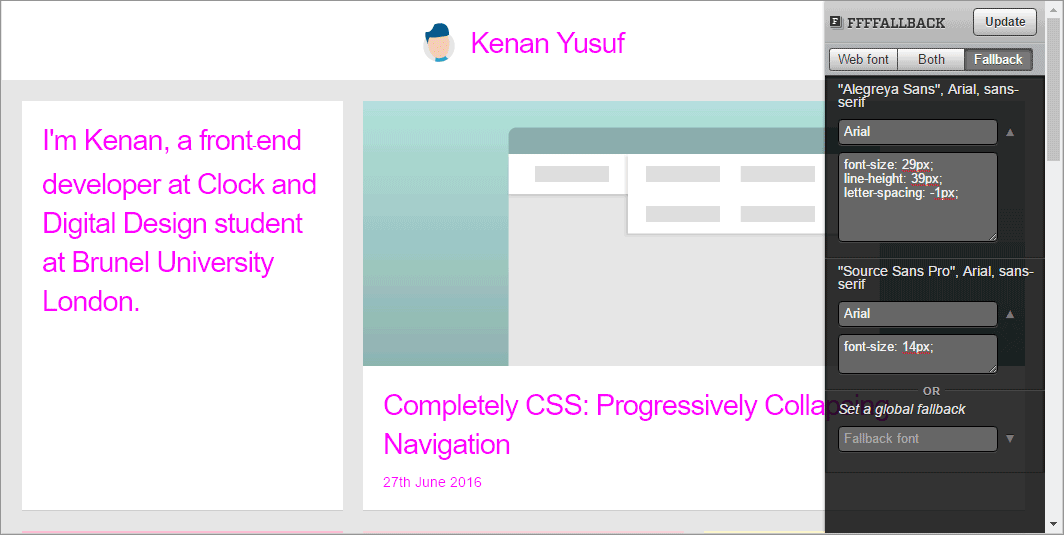 Kenan Yusuf
I'm Kenan, a front-end
developer at Clock and
Digital Design student
at Brunel University
London.
Completely CSS: Progressively Collapsing
Navigation
27th June 2016
F FFFFALLBACK
Update
Web font Both Fallback
"Alegreya Sans", Arial, sans-
serif
Arial
font-size: 29px;
line-height: 39px;
letter-spacing: -1px;
"Source Sans Pro", Arial, sans-
serif
Arial
font-size: 14px;
OR
Set a global fallback
Fallback font